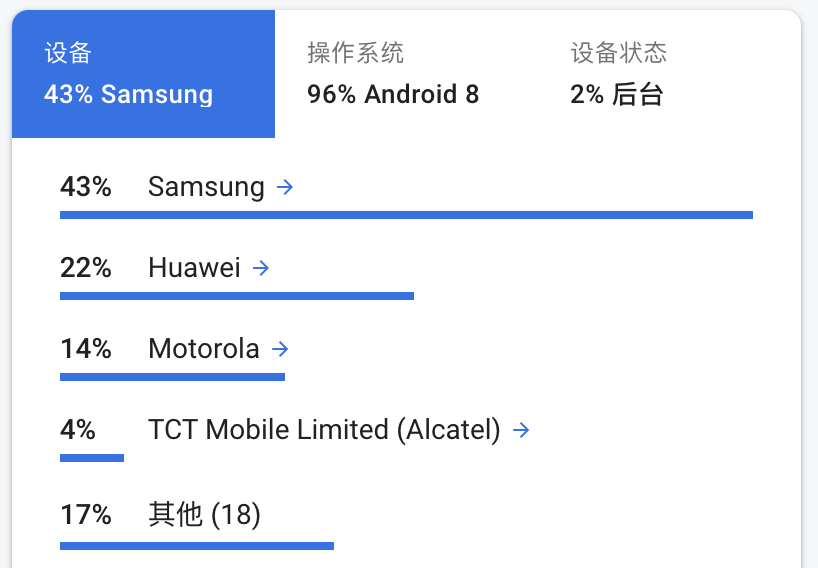 设备 操作系统 设备状态
43% Samsung 96% Android 8 2% 后台
43% Samsung →
22% Huawei →
14% Motorola →
4% TCT Mobile Limited (Alcatel) →
17% 其他 (18)